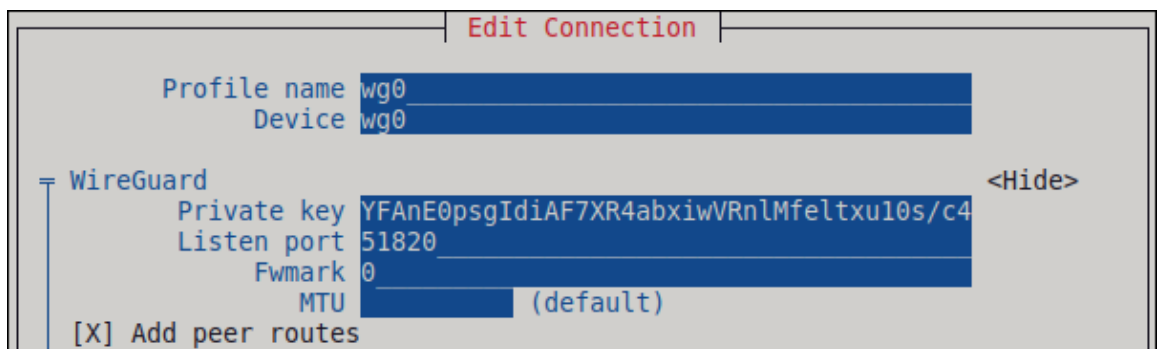 Edit Connection
Profile name wg0
Device wg0
WireGuard <Hide>
Private key YFAnE0psgIdiAF7XR4abxiwVRnlMfeltxu10s/c4
Listen port 51820
Fwmark 0
MTU (default)
[X] Add peer routes